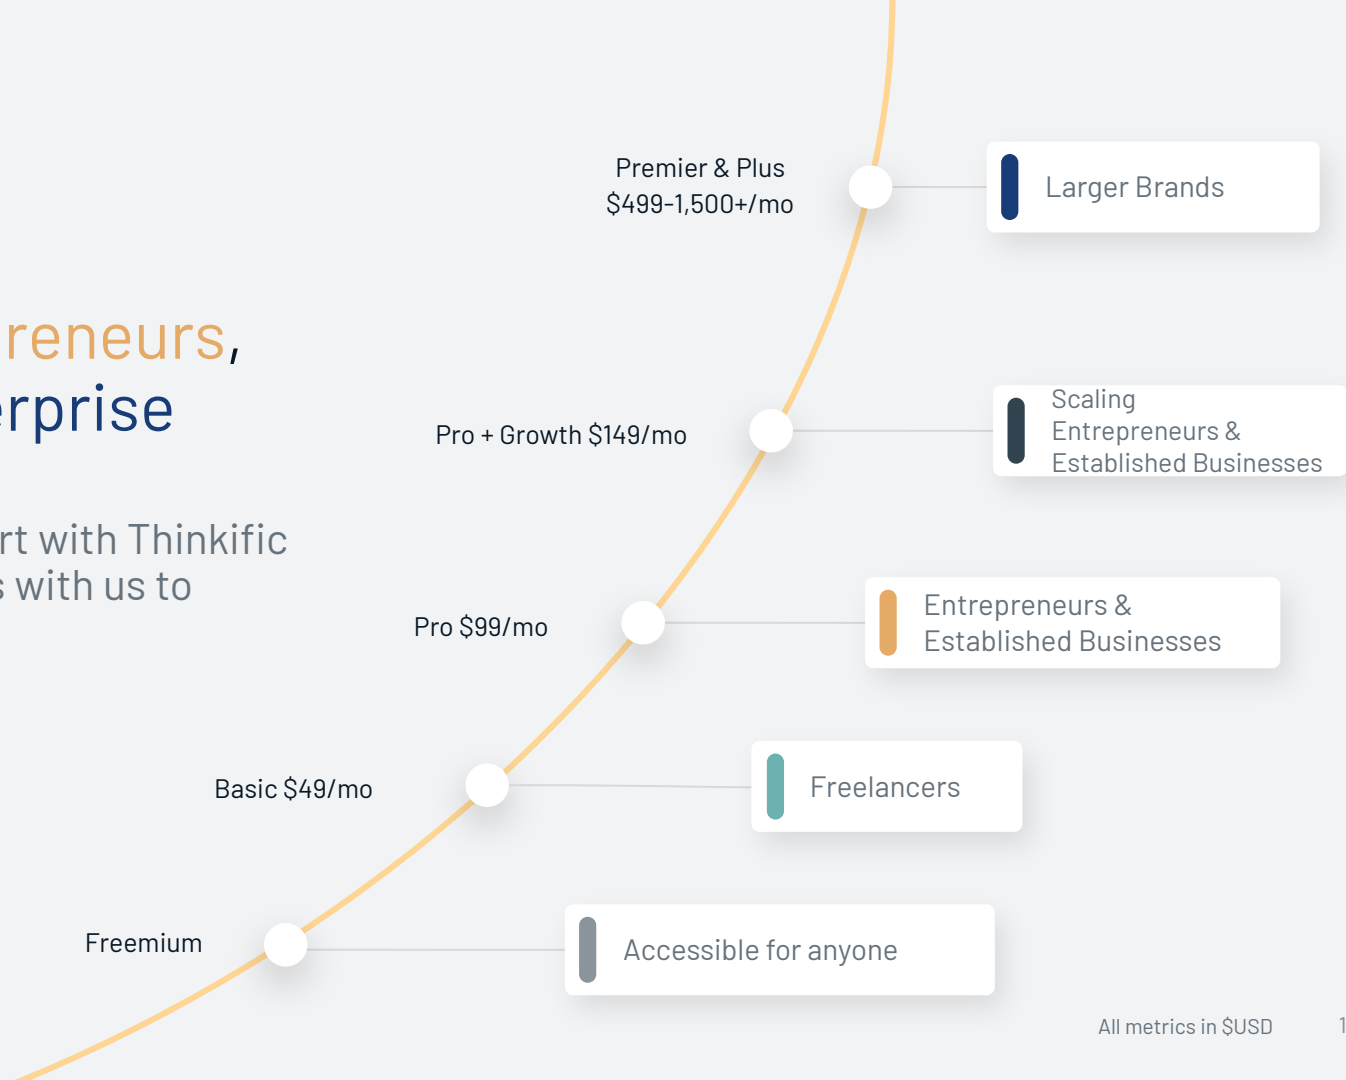 reneurs,
erprise
rt with Thinkific
s with us to
Premier & Plus
$499-1,500+/mo
Larger Brands
Pro + Growth $149/mo
Scaling
Entrepreneurs &
Established Businesses
Pro $99/mo
Entrepreneurs &
Established Businesses
Basic $49/mo
Freelancers
Freemium
Accessible for anyone
All metrics in $USD
1